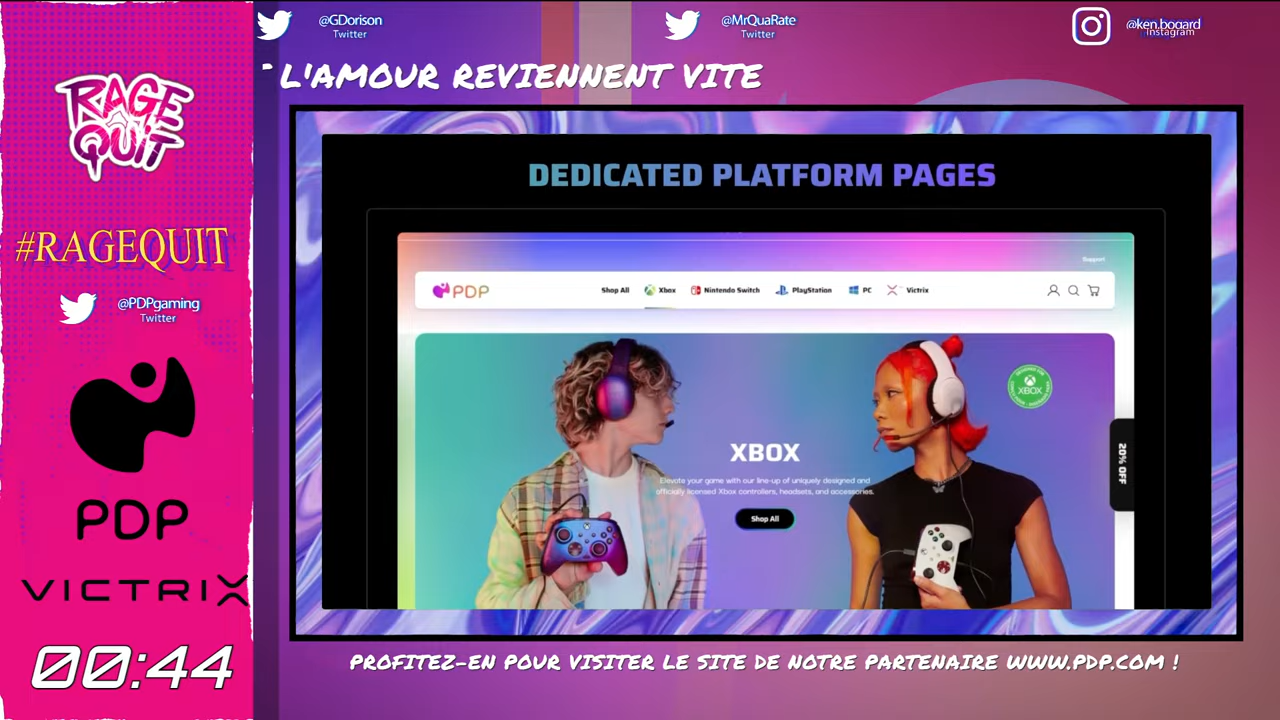 @GDorison
Twitter
@MrQuaRate
Twitter
@ken.bogard
Instagram
L'AMOUR REVIENNENT VITE
RAGE
QUIT
#RAGEQUIT
@PDPgaming
Twitter
PDP
VICTRIX
00:44
DEDICATED PLATFORM PAGES
Support
PDP
Shop All
Xbox
Nintendo Switch
PlayStation
PC
Victrix
XBOX
XBOX
Elevate your game with our line-up of uniquely designed and
officially licensed Xbox controllers, headsets, and accessories.
Shop All
20% OFF
PROFITEZ-EN POUR VISITER LE SITE DE NOTRE PARTENAIRE WWW.PDP.COM !